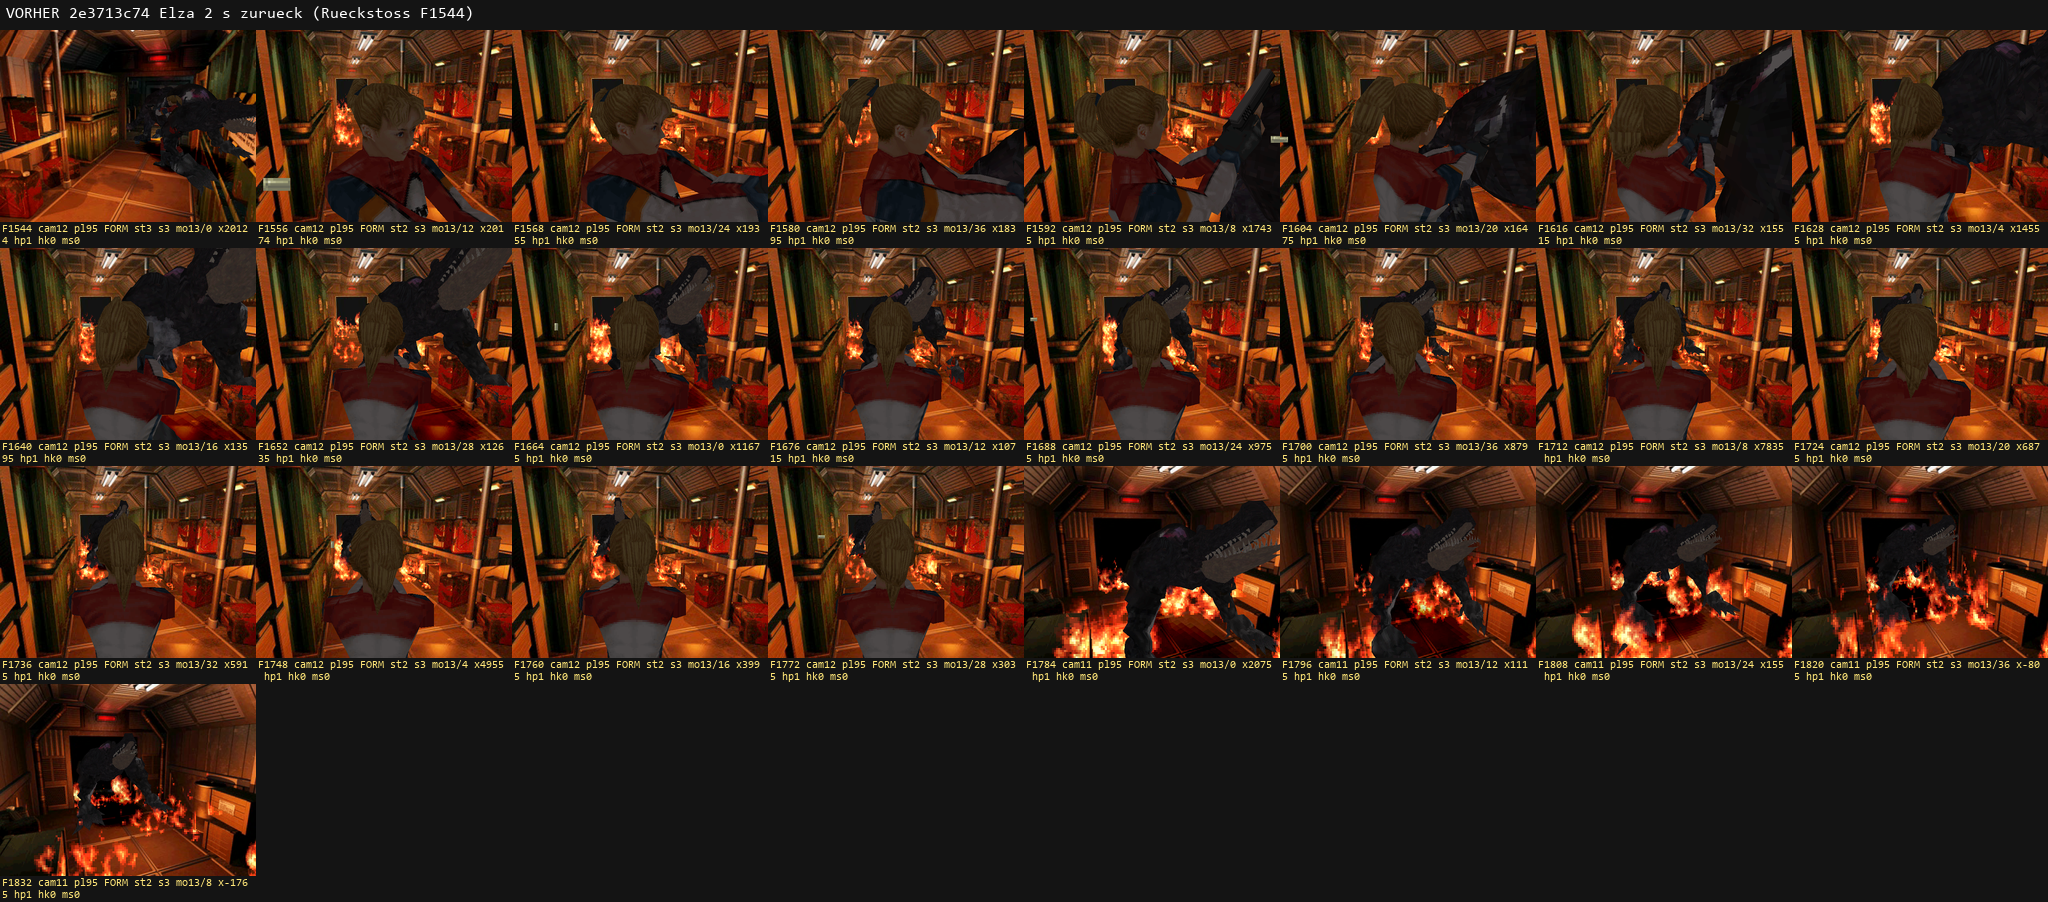 VORHER 2e3713c74 Elza 2 s zurueck (Rueckstoss F1544)
F1544 cam12 pl95 FORM st3 s3 mo13/0 x2012
4 hp1 hk0 ms0
F1556 cam12 pl95 FORM st2 s3 mo13/12 x201
74 hp1 hk0 ms0
F1568 cam12 pl95 FORM st2 s3 mo13/24 x193
55 hp1 hk0 ms0
F1580 cam12 pl95 FORM st2 s3 mo13/36 x183
95 hp1 hk0 ms0
F1592 cam12 pl95 FORM st2 s3 mo13/8 x1743
5 hp1 hk0 ms0
F1604 cam12 pl95 FORM st2 s3 mo13/20 x164
75 hp1 hk0 ms0
F1616 cam12 pl95 FORM st2 s3 mo13/32 x155
15 hp1 hk0 ms0
F1628 cam12 pl95 FORM st2 s3 mo13/4 x1455
5 hp1 hk0 ms0
F1640 cam12 pl95 FORM st2 s3 mo13/16 x135
95 hp1 hk0 ms0
F1652 cam12 pl95 FORM st2 s3 mo13/28 x126
35 hp1 hk0 ms0
F1664 cam12 pl95 FORM st2 s3 mo13/0 x1167
5 hp1 hk0 ms0
F1676 cam12 pl95 FORM st2 s3 mo13/12 x107
15 hp1 hk0 ms0
F1688 cam12 pl95 FORM st2 s3 mo13/24 x975
5 hp1 hk0 ms0
F1700 cam12 pl95 FORM st2 s3 mo13/36 x879
5 hp1 hk0 ms0
F1712 cam12 pl95 FORM st2 s3 mo13/8 x7835
hp1 hk0 ms0
F1724 cam12 pl95 FORM st2 s3 mo13/20 x687
5 hp1 hk0 ms0
F1736 cam12 pl95 FORM st2 s3 mo13/32 x591
5 hp1 hk0 ms0
F1748 cam12 pl95 FORM st2 s3 mo13/4 x4955
hp1 hk0 ms0
F1760 cam12 pl95 FORM st2 s3 mo13/16 x399
5 hp1 hk0 ms0
F1772 cam12 pl95 FORM st2 s3 mo13/28 x303
5 hp1 hk0 ms0
F1784 cam11 pl95 FORM st2 s3 mo13/0 x2075
hp1 hk0 ms0
F1796 cam11 pl95 FORM st2 s3 mo13/12 x111
5 hp1 hk0 ms0
F1808 cam11 pl95 FORM st2 s3 mo13/24 x155
hp1 hk0 ms0
F1820 cam11 pl95 FORM st2 s3 mo13/36 x-80
5 hp1 hk0 ms0
F1832 cam11 pl95 FORM st2 s3 mo13/8 x-176
5 hp1 hk0 ms0